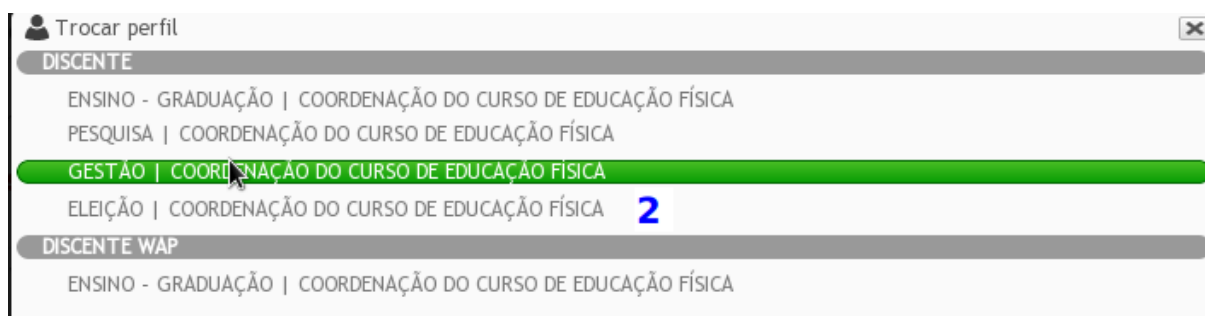 Trocar perfil
DISCENTE
ENSINO - GRADUAÇÃO | COORDENAÇÃO DO CURSO DE EDUCAÇÃO FÍSICA
PESQUISA | COORDENAÇÃO DO CURSO DE EDUCAÇÃO FÍSICA
GESTÃO | COORDENAÇÃO DO CURSO DE EDUCAÇÃO FÍSICA
ELEIÇÃO | COORDENAÇÃO DO CURSO DE EDUCAÇÃO FÍSICA 2
DISCENTE WAP
ENSINO - GRADUAÇÃO | COORDENAÇÃO DO CURSO DE EDUCAÇÃO FÍSICA